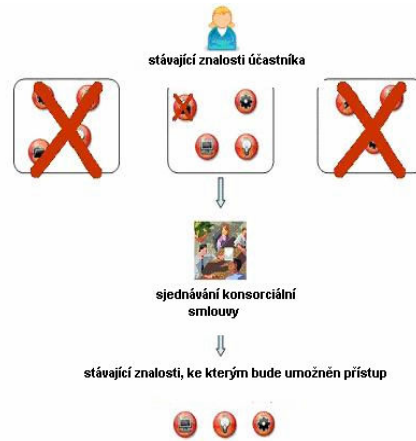 stávající znalosti účastníka
sjednávání konsorciální
smlouvy
stávající znalosti, ke kterým bude umožněn přístup